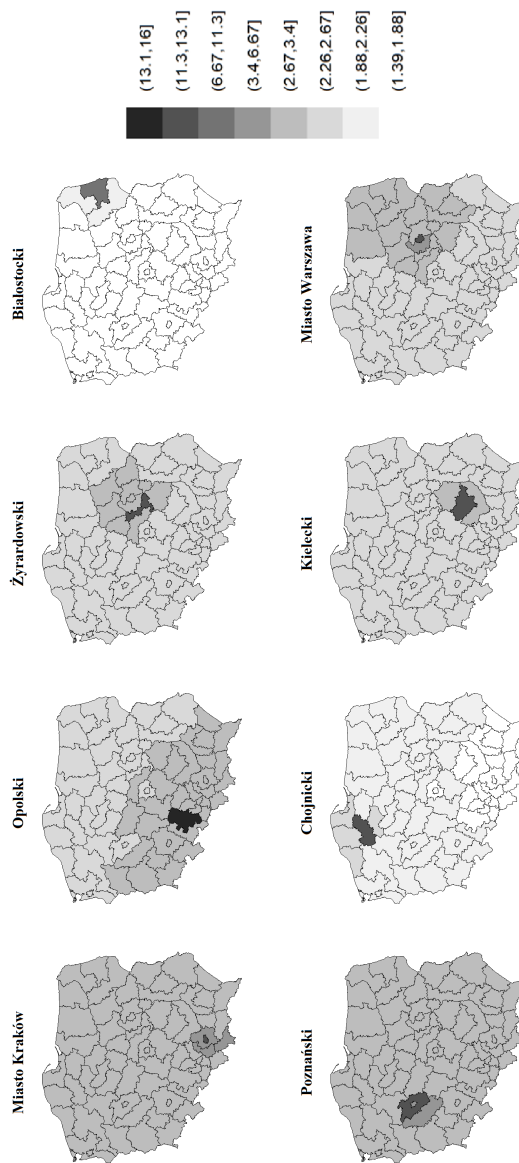 Miasto Kraków
Opolski
Żyrardowski
Bialostocki
Poznański
Chojnicki
Kielecki
Miasto Warszawa
(13.1,16]
(11.3,13.1]
(6.67,11.3]
(3.4,6.67]
(2.67,3.4]
(2.26,2.67]
(1.88,2.26]
(1.39,1.88]